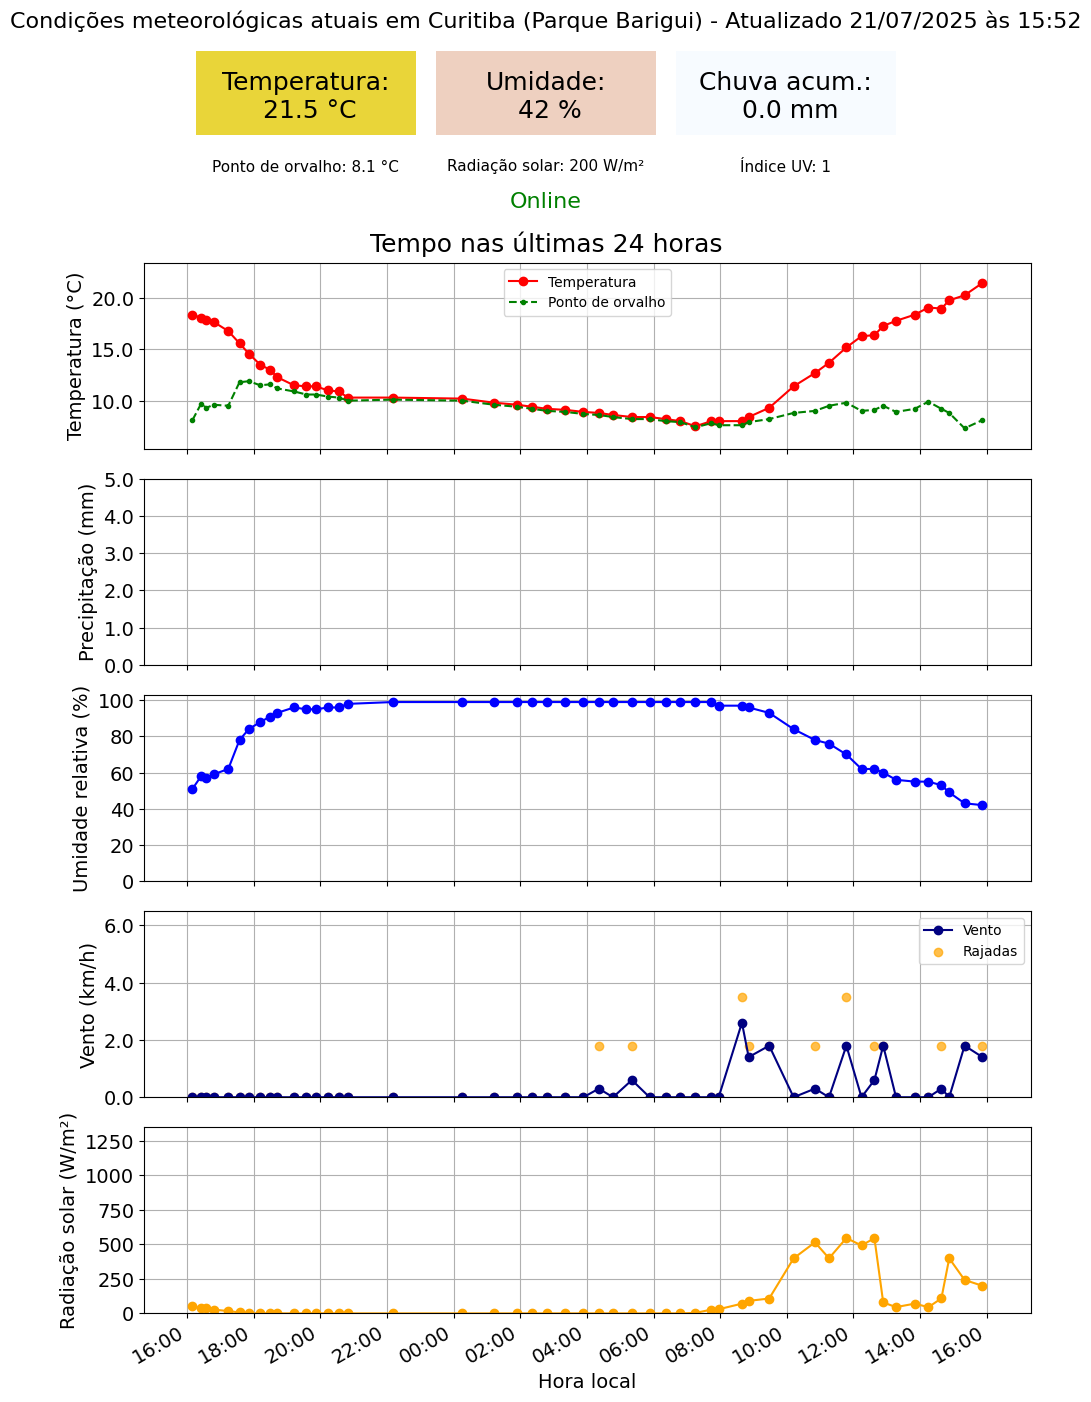 Condições meteorológicas atuais em Curitiba (Parque Barigui) - Atualizado 21/07/2025 às 15:52
Temperatura:
21.5 °C
Umidade:
42 %
Chuva acum.:
0.0 mm
Ponto de orvalho: 8.1 °C
Radiação solar: 200 W/m²
Índice UV: 1
Online
Tempo nas últimas 24 horas
Temperatura (°C)
20.0
15.0
10.0
Temperatura
Ponto de orvalho
Precipitação (mm)
5.0
4.0
3.0
2.0
1.0
0.0
Umidade relativa (%)
100
80
60
40
20
0
Vento (km/h)
6.0
4.0
2.0
0.0
Vento
Rajadas
Radiação solar (W/m²)
1250
1000
750
500
250
0
16:00
18:00
20:00
22:00
00:00
02:00
04:00
06:00
08:00
10:00
12:00
14:00
16:00
Hora local